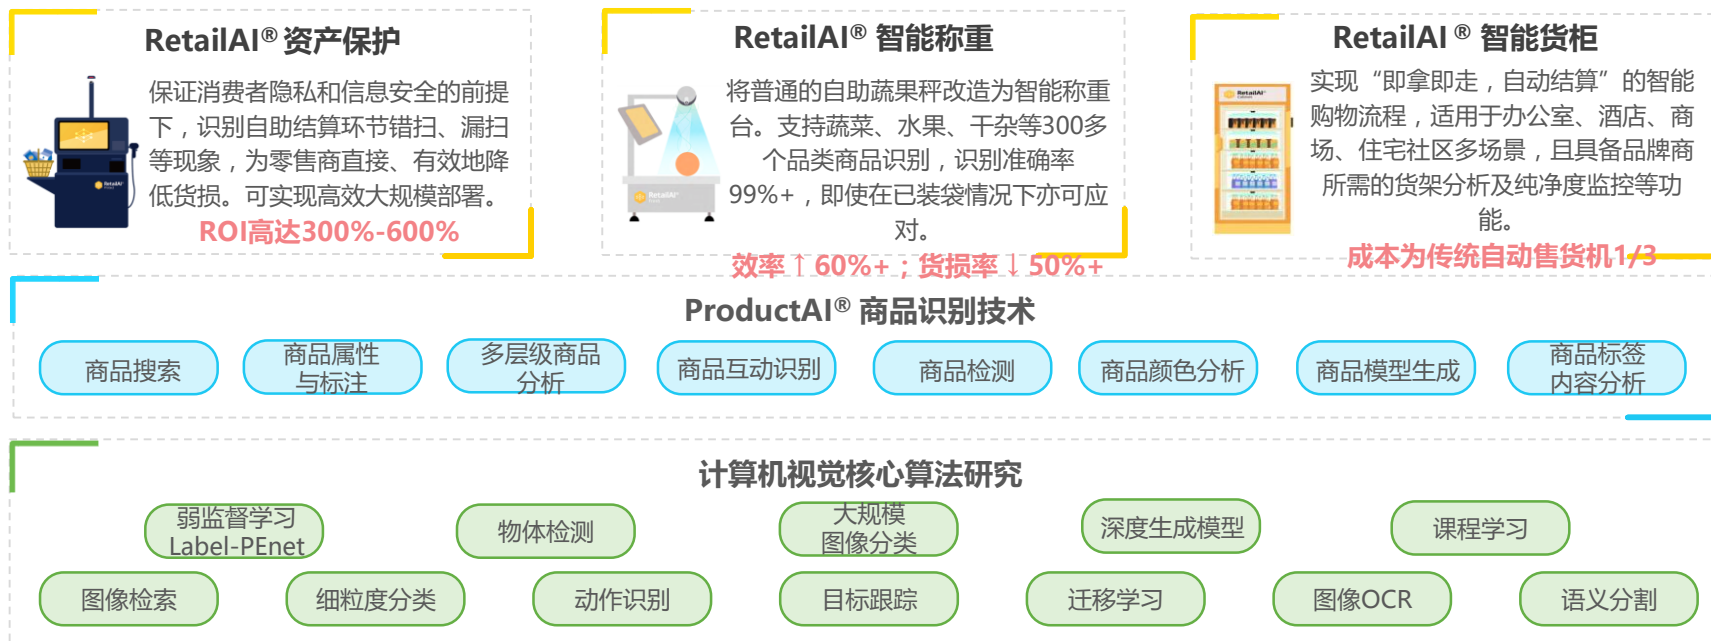 RetailAI® 资产保护
保证消费者隐私和信息安全的前提
下，识别自助结算环节错扫、漏扫
等现象，为零售商直接、有效地降
低货损。可实现高效大规模部署。
ROI高达300%-600%
RetailAI® 智能称重
将普通的自助蔬果秤改造为智能称重
台。支持蔬菜、水果、干杂等300多
个品类商品识别，识别准确率
99%+，即使在已装袋情况下亦可应
对。
效率↑60%+；货损率↓50%+
RetailAI ® 智能货柜
实现“即拿即走，自动结算”的智能
购物流程，适用于办公室、酒店、商
场、住宅社区多场景，且具备品牌商
所需的货架分析及纯净度监控等功
能。
成本为传统自动售货机1/3
RetailAI®
RetailAI®
RetailAI®
ProductAI® 商品识别技术
商品搜索
商品属性
与标注
多层级商品
分析
商品互动识别
商品检测
商品颜色分析
商品模型生成
商品标签
内容分析
计算机视觉核心算法研究
弱监督学习
Label-PEnet
物体检测
大规模
图像分类
深度生成模型
课程学习
图像检索
细粒度分类
动作识别
目标跟踪
迁移学习
图像OCR
语义分割